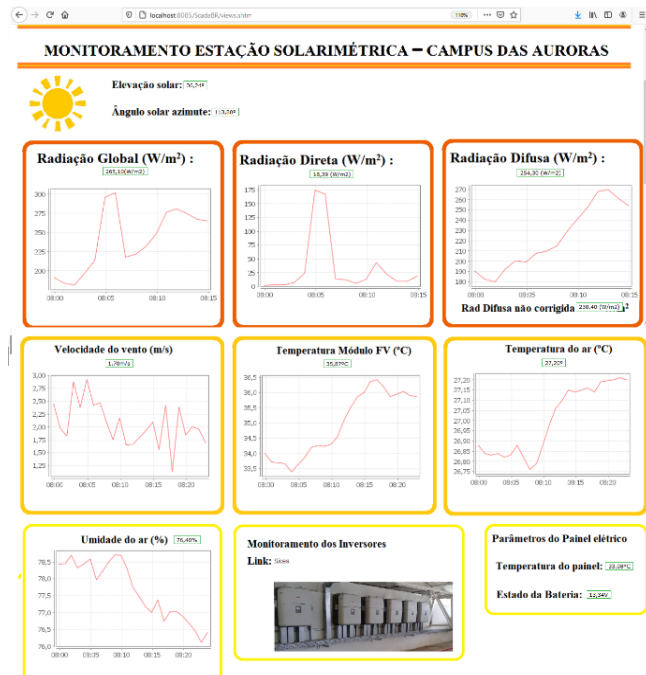 localhost:8085/ScadaBR/views.shtm
110%
MONITORAMENTO ESTAÇÃO SOLARIMÉTRICA – CAMPUS DAS AURORAS
Elevação solar:
Ângulo solar azimute:
Radiação Global (W/m²) :
265,10(W/m2)
300
275
250
225
200
08:00 08:05 08:10 08:15
Radiação Direta (W/m²) :
18,39 (W/m2)
175
150
125
100
75
50
25
0
08:00 08:05 08:10 08:15
Radiação Difusa (W/m²) :
254,30 (W/m2)
270
260
250
240
230
220
210
200
190
180
08:00 08:05 08:10 08:15
Rad Difusa não corrigida 238,40 (W/m2)
Velocidade do vento (m/s)
1,70m/s
3,00
2,75
2,50
2,25
2,00
1,75
1,50
1,25
08:00 08:05 08:10 08:15 08:20
Temperatura Módulo FV (ºC)
35,87ºC
36,5
36,0
35,5
35,0
34,5
34,0
33,5
08:00 08:05 08:10 08:15 08:20
Temperatura do ar (ºC)
27,20º
27,20
27,15
27,10
27,05
27,00
26,95
26,90
26,85
26,80
26,75
08:00 08:05 08:10 08:15 08:20
Umidade do ar (%) 76,40%
78,5
78,0
77,5
77,0
76,5
76,0
08:00 08:05 08:10 08:15 08:20
Monitoramento dos Inversores
Link:
Parâmetros do Painel elétrico
Temperatura do painel:
Estado da Bateria: 13,34V